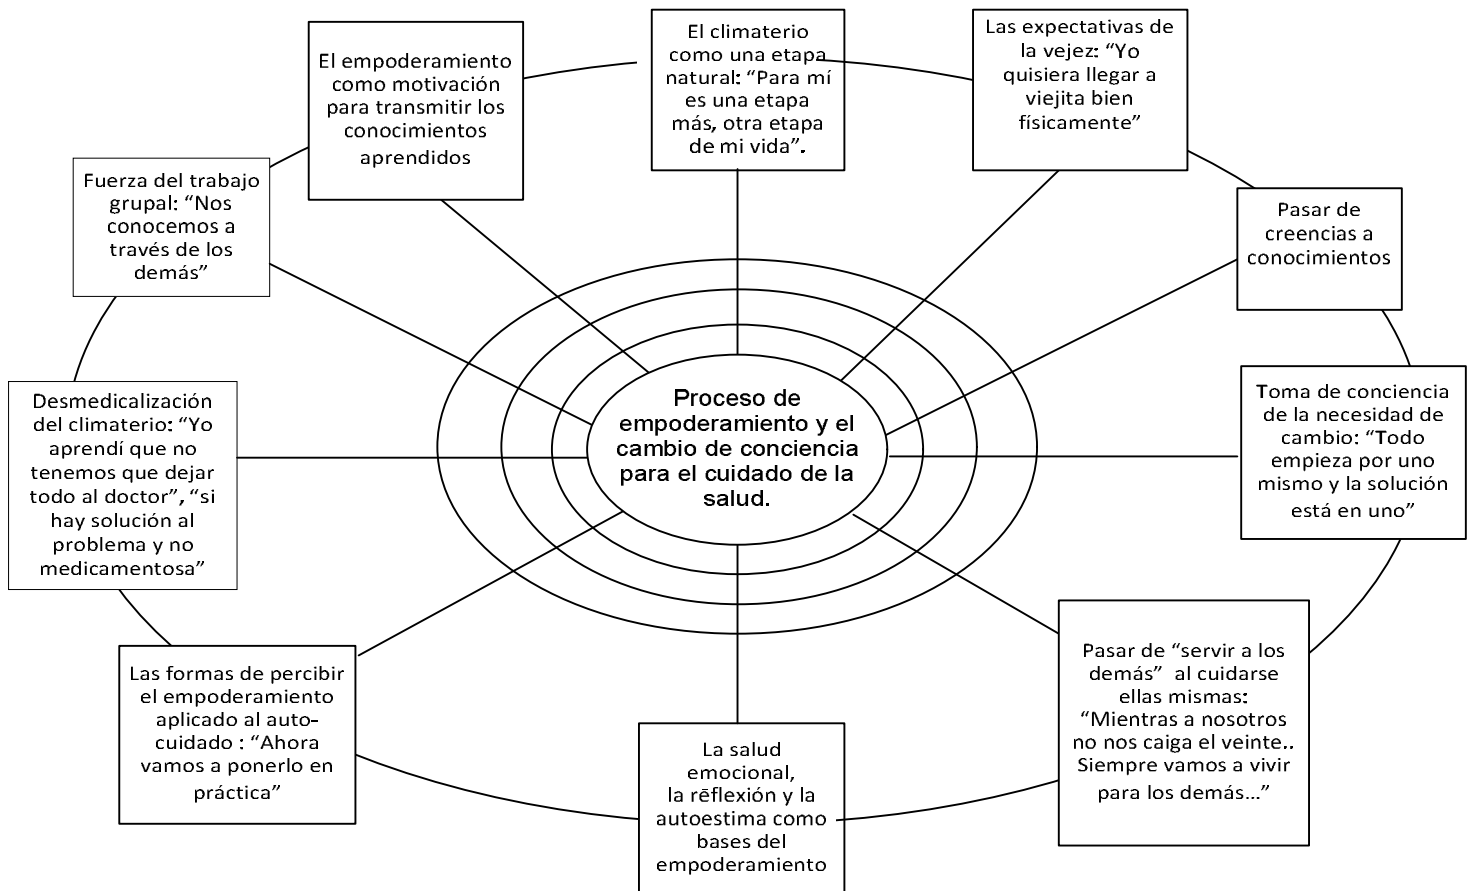 El climaterio
como una etapa
natural: “Para mí
es una etapa
más, otra etapa
de mi vida”.
Las expectativas de
la vejez: “Yo
quisiera llegar a
viejita bien
físicamente”
Pasar de
creencias a
conocimientos
Toma de conciencia
de la necesidad de
cambio: “Todo
empieza por uno
mismo y la solución
está en uno”
Pasar de “servir a los
demás” al cuidarse
ellas mismas:
“Mientras a nosotros
no nos caiga el veinte..
Siempre vamos a vivir
para los demás…”
La salud
emocional,
la rēflexión y la
autoestima como
bases del
empoderamiento
Las formas de percibir
el empoderamiento
aplicado al auto-
cuidado : “Ahora
vamos a ponerlo en
práctica”
Desmedicalización
del climaterio: “Yo
aprendí que no
tenemos que dejar
todo al doctor”, “si
hay solución al
problema y no
medicamentosa”
Fuerza del trabajo
grupal: “Nos
conocemos a
través de los
demás”
El empoderamiento
como motivación
para transmitir los
conocimientos
aprendidos
Proceso de
empoderamiento y el
cambio de conciencia
para el cuidado de la
salud.